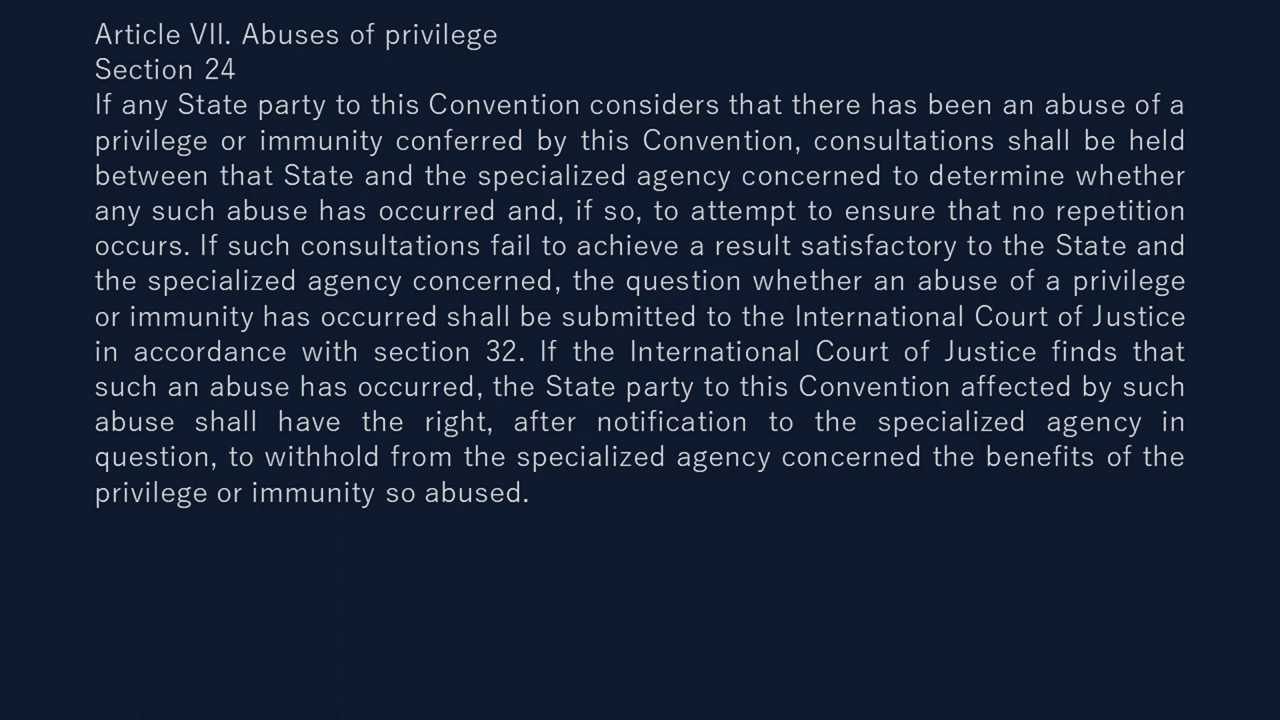 Article VII. Abuses of privilege
Section 24
If any State party to this Convention considers that there has been an abuse of a
privilege or immunity conferred by this Convention, consultations shall be held
between that State and the specialized agency concerned to determine whether
any such abuse has occurred and, if so, to attempt to ensure that no repetition
occurs. If such consultations fail to achieve a result satisfactory to the State and
the specialized agency concerned, the question whether an abuse of a privilege
or immunity has occurred shall be submitted to the International Court of Justice
in accordance with section 32. If the International Court of Justice finds that
such an abuse has occurred, the State party to this Convention affected by such
abuse shall have the right, after notification to the specialized agency in
question, to withhold from the specialized agency concerned the benefits of the
privilege or immunity so abused.